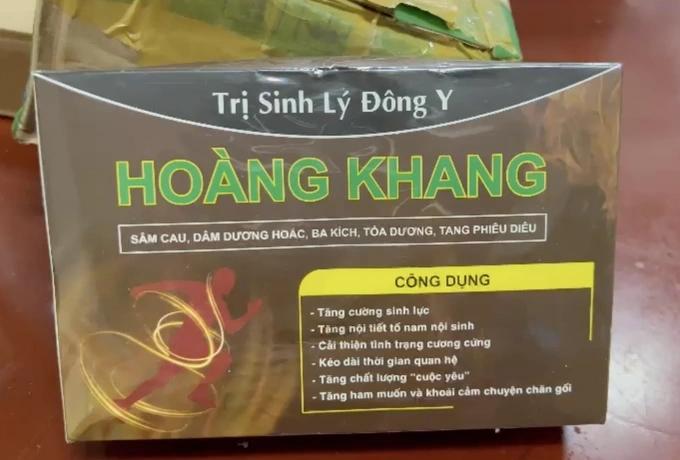 Trị Sinh Lý Đông Y
HOÀNG KHANG
SÂM CAU, DÂM DƯƠNG HOẮC, BA KÍCH, TỎA DƯƠNG, TANG PHIÊU DIÊU
CÔNG DỤNG
- Tăng cường sinh lực
- Tăng nội tiết tố nam nội sinh
- Cải thiện tình trạng cương cứng
- Kéo dài thời gian quan hệ
- Tăng chất lượng "cuộc yêu"
- Tăng ham muốn và khoái cảm chuyện chăn gối